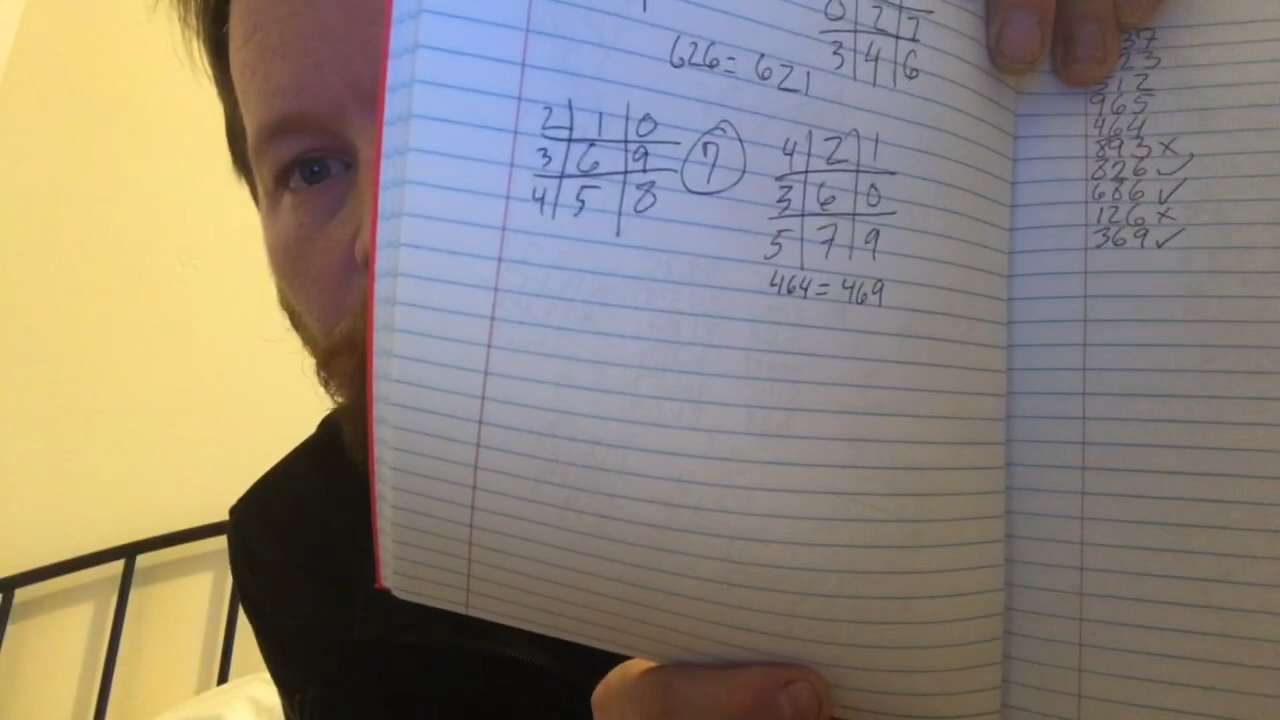 0 2 7
3 4 6
626 = 621
2 1 0
3 6 9
4 5 8
7
4 2 1
3 6 0
5 7 9
464 = 469
37
23
312
965
464
893 x
826 ✓
686 ✓
126 x
369 ✓